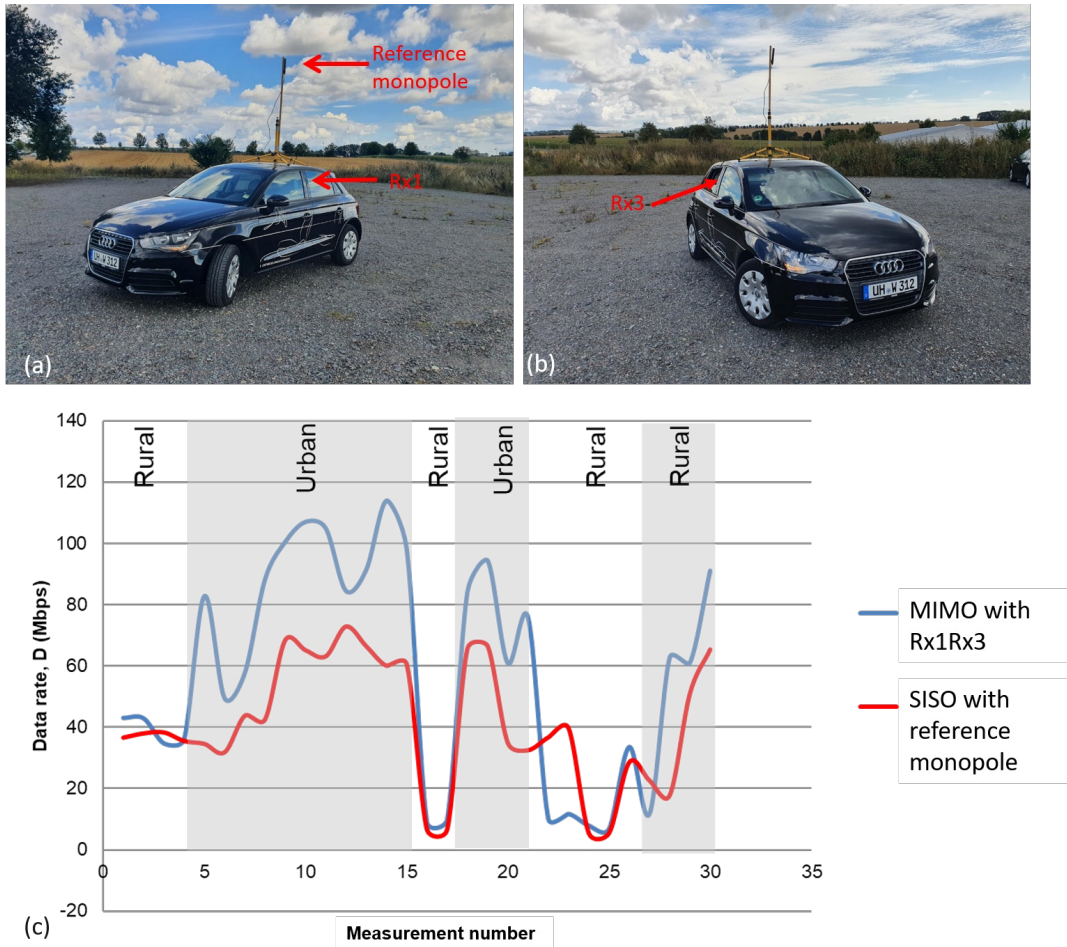 Reference
monopole
Rx1
UH W 312
(a)
Rx3
UH W 312
(b)
140
120
100
80
60
40
20
0
-20
Data rate, D (Mbps)
Rural
Urban
Rural
Urban
Rural
Rural
0
5
10
15
20
25
30
35
Measurement number
(c)
MIMO with
Rx1Rx3
SISO with
reference
monopole